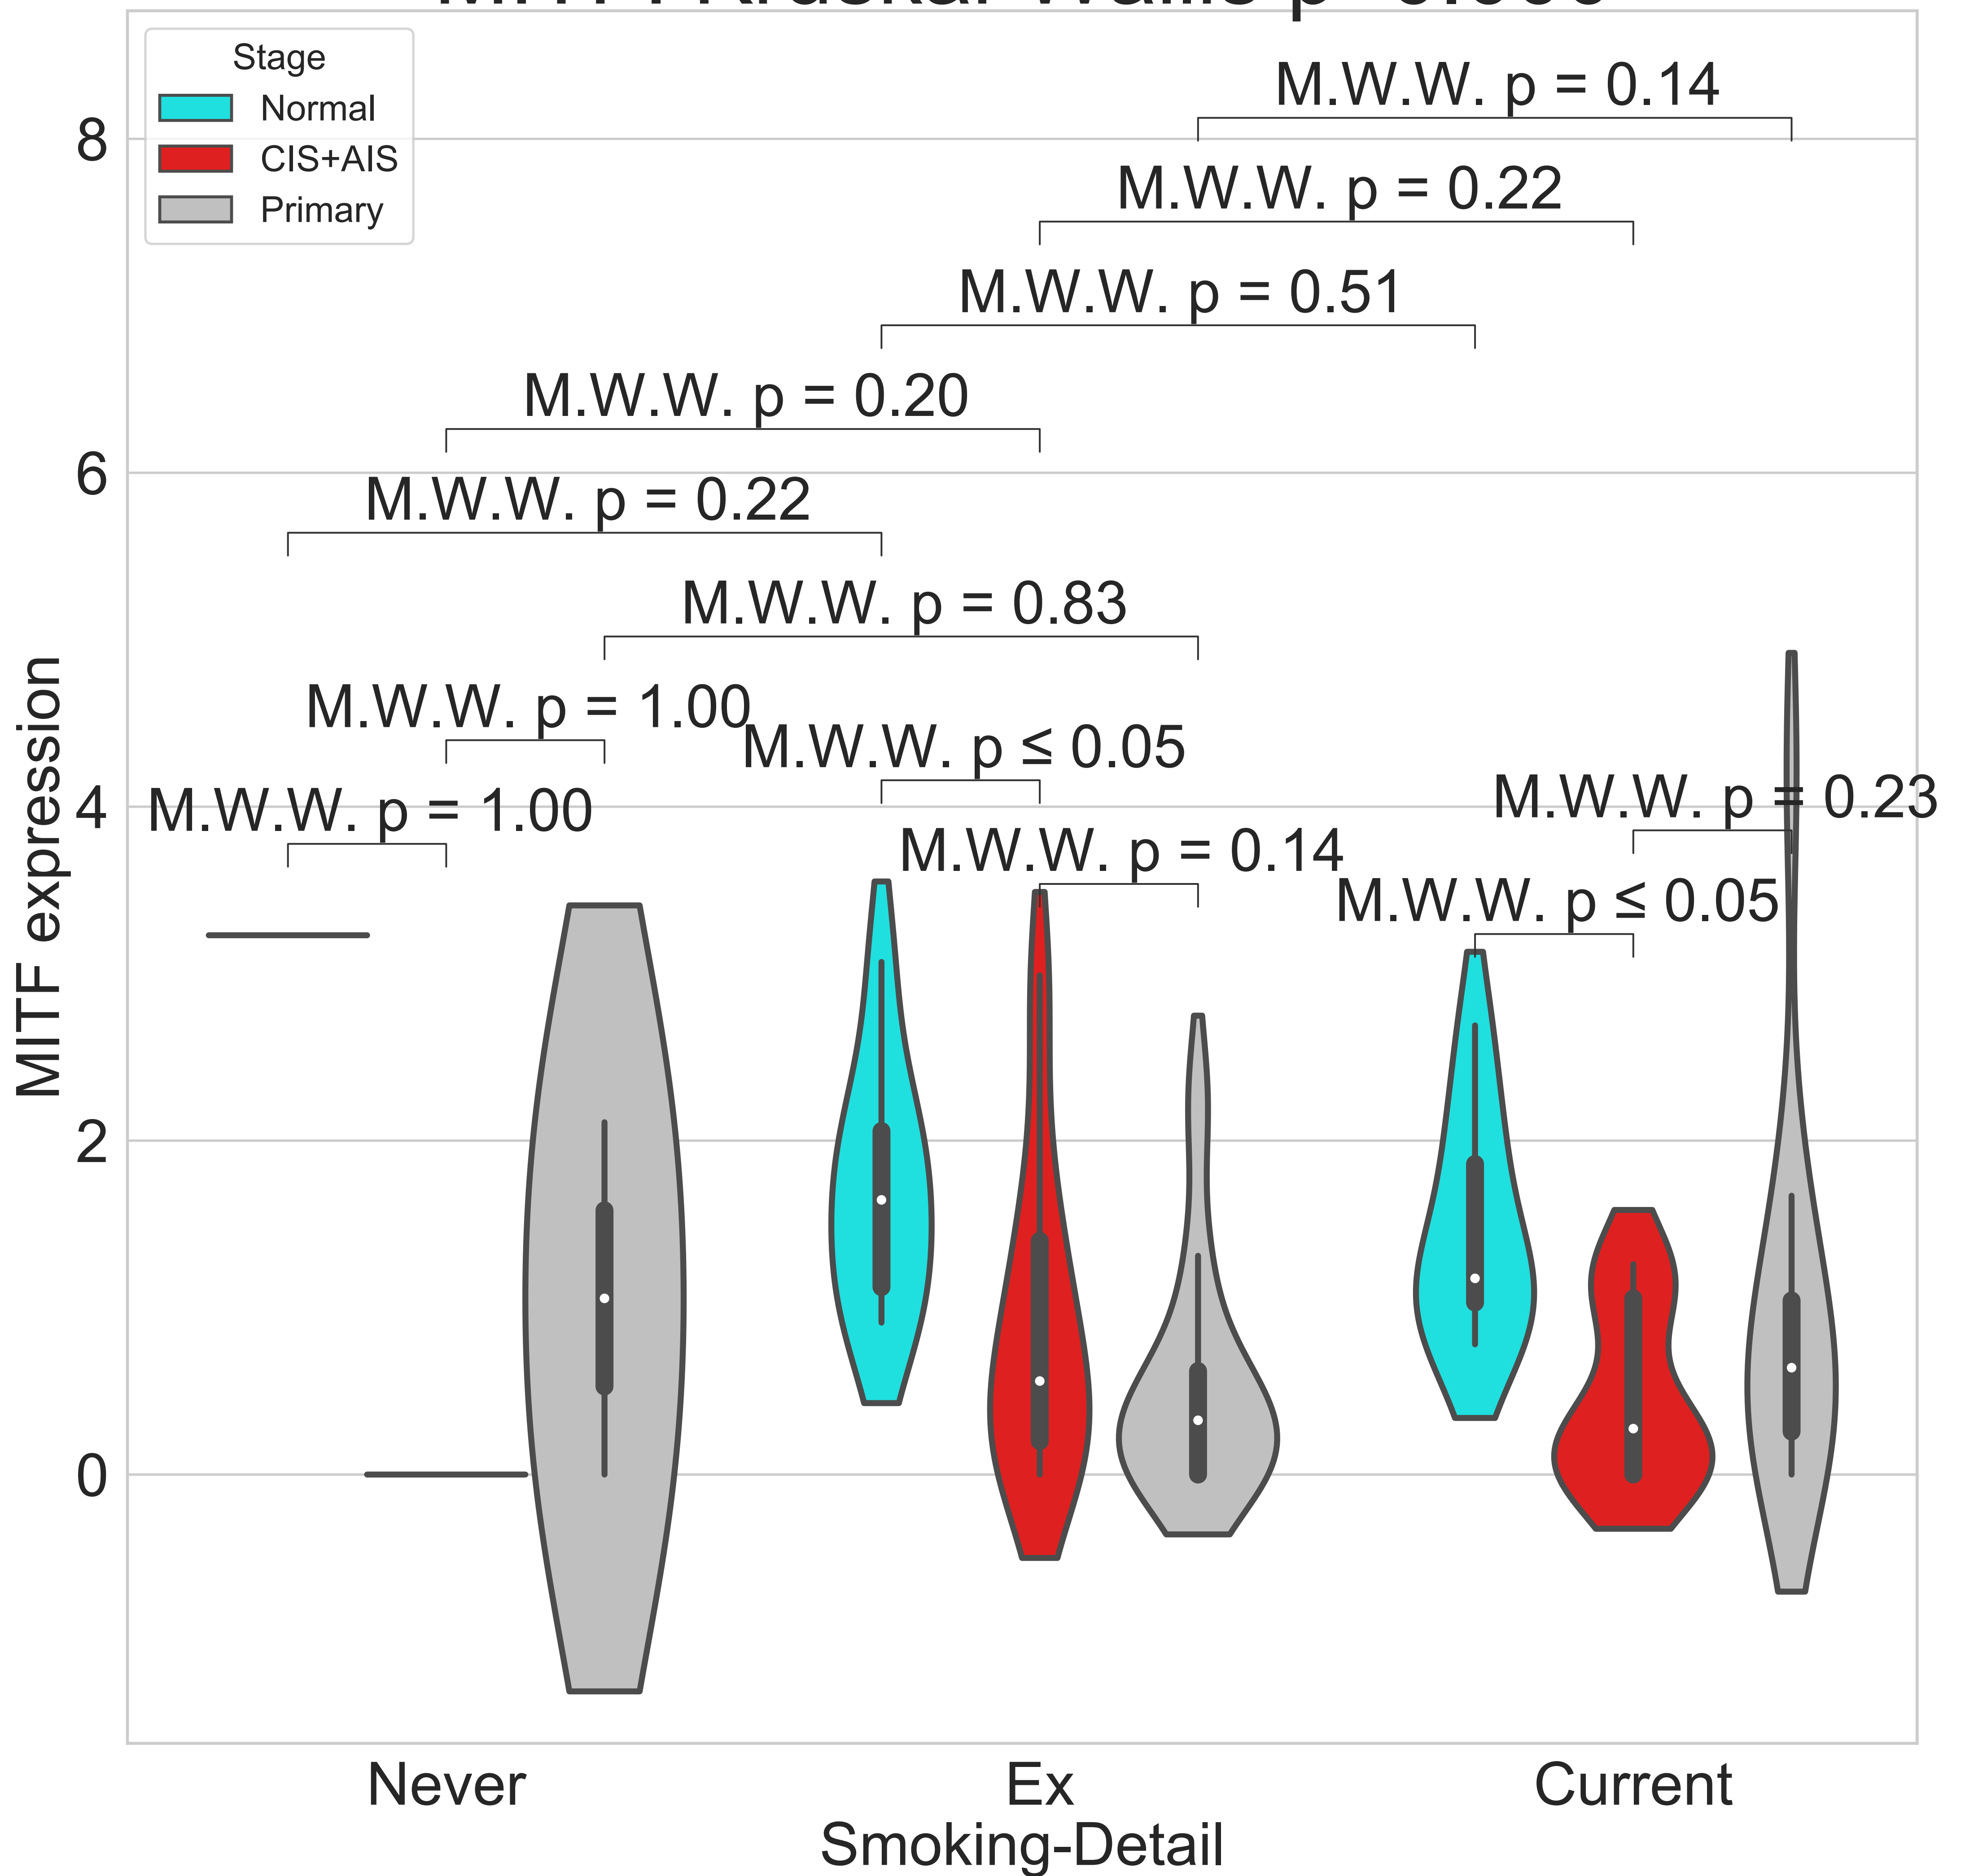 Stage
Normal
CIS+AIS
Primary
M.W.W. p = 0.14
8
M.W.W. p = 0.22
M.W.W. p = 0.51
M.W.W. p = 0.20
6
M.W.W. p = 0.22
M.W.W. p = 0.83
M.W.W. p = 1.00
M.W.W. p ≤ 0.05
M.W.W. p = 0.23
4
M.W.W. p = 1.00
M.W.W. p = 0.14
M.W.W. p ≤ 0.05
MITF expression
2
0
Never
Ex
Current
Smoking-Detail